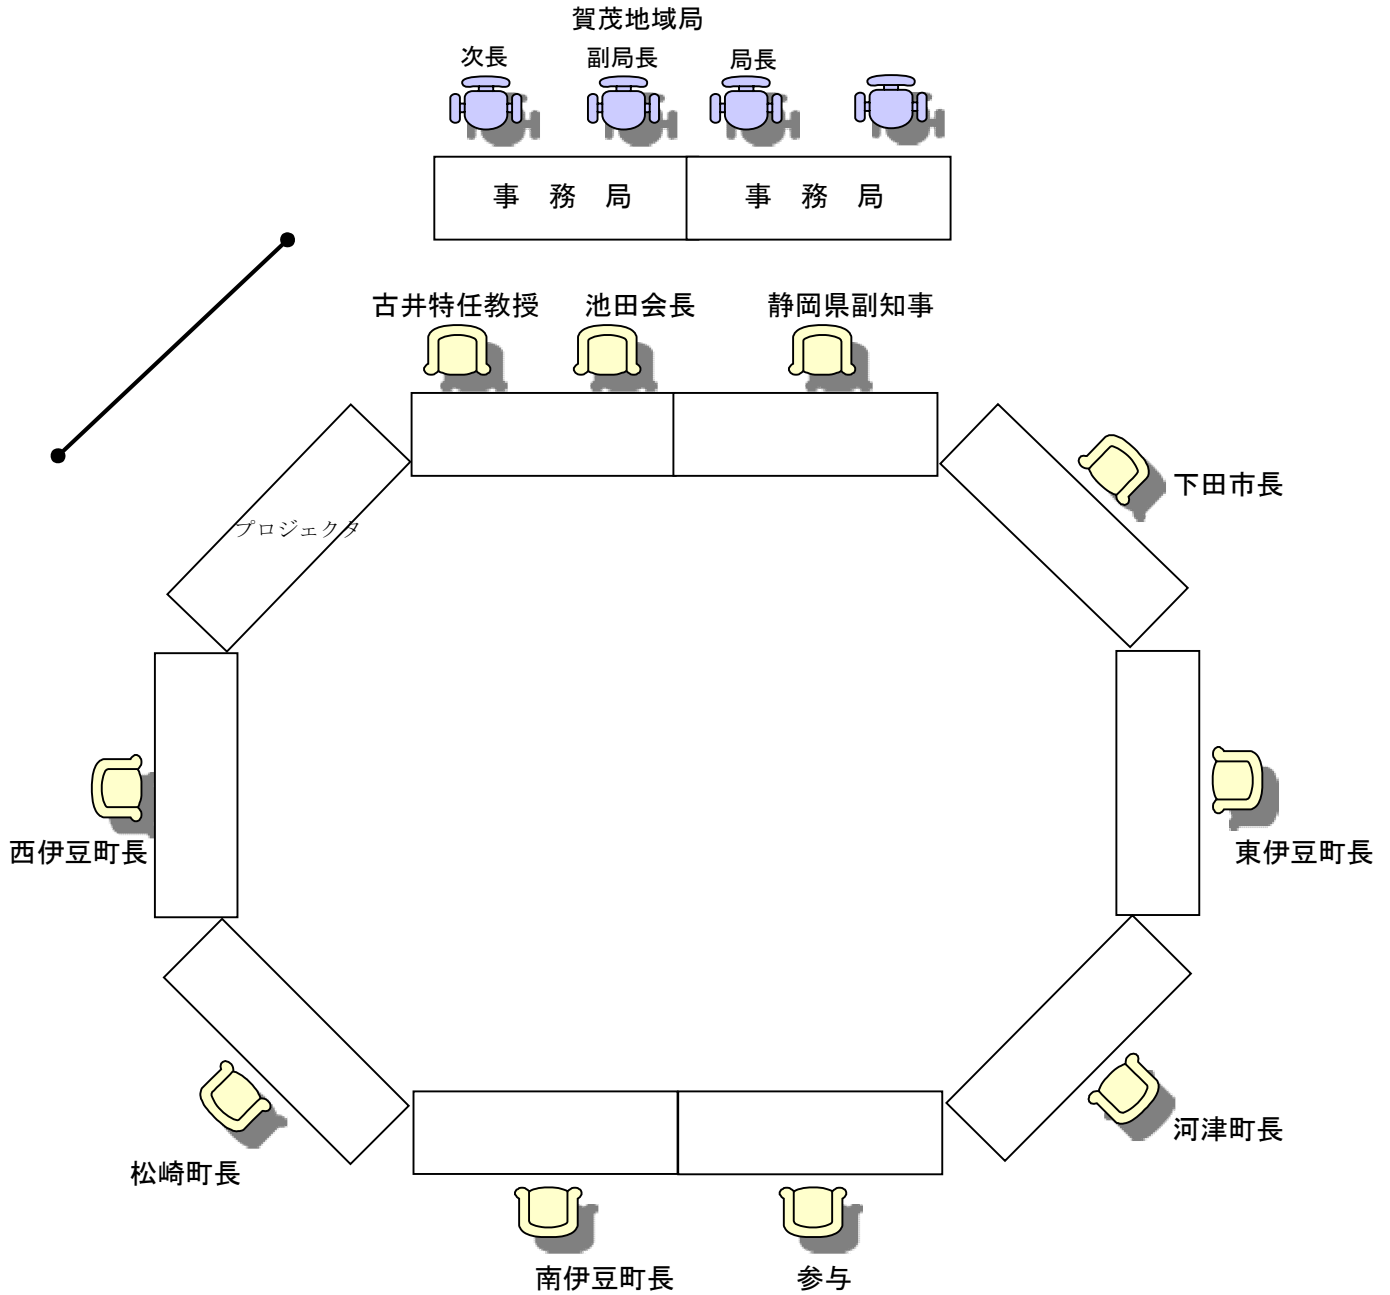 賀茂地域局
次長 副局長 局長
事 務 局 事 務 局
古井特任教授 池田会長 静岡県副知事
下田市長
プロジェクタ
西伊豆町長 東伊豆町長
河津町長
松崎町長
南伊豆町長 参与